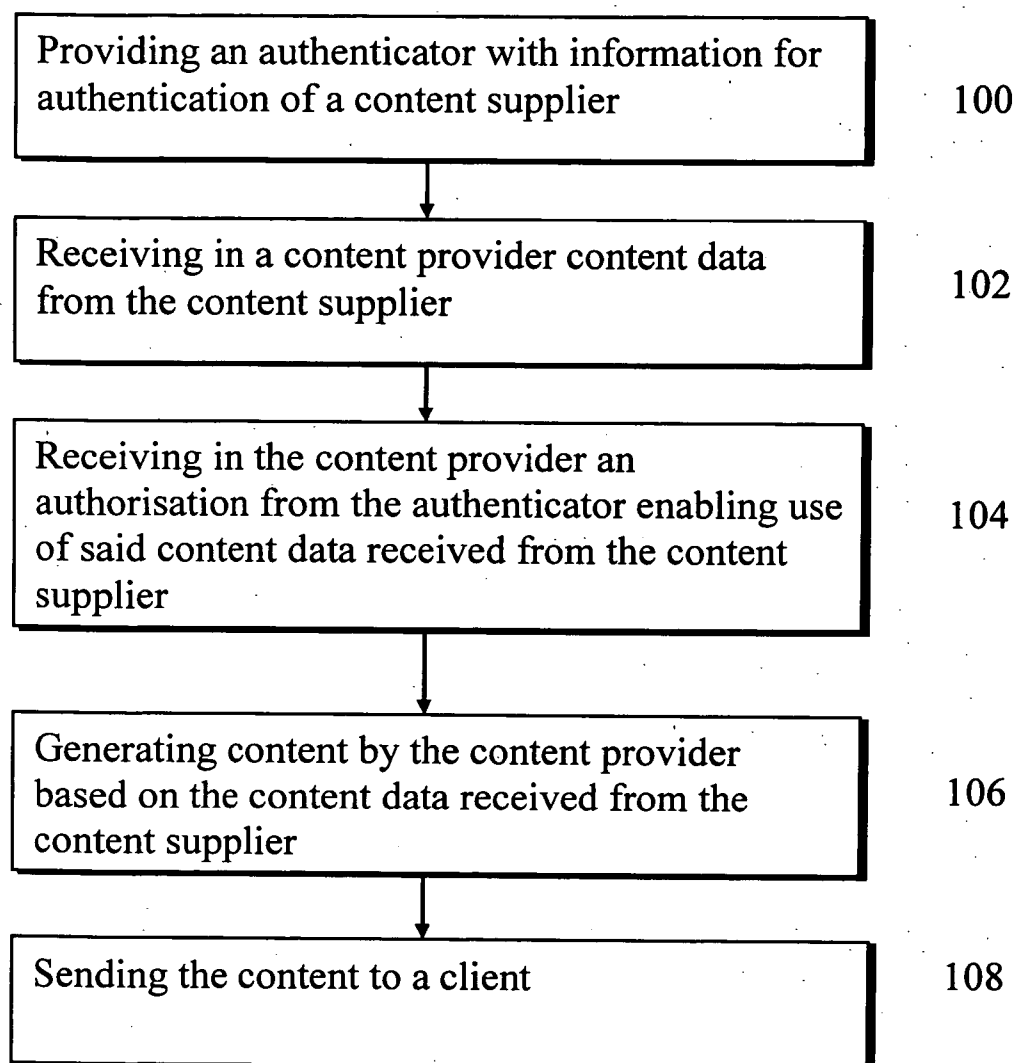 Providing an authenticator with information for
authentication of a content supplier
100
Receiving in a content provider content data
from the content supplier
102
Receiving in the content provider an
authorisation from the authenticator enabling use
of said content data received from the content
supplier
104
Generating content by the content provider
based on the content data received from the
content supplier
106
Sending the content to a client
108